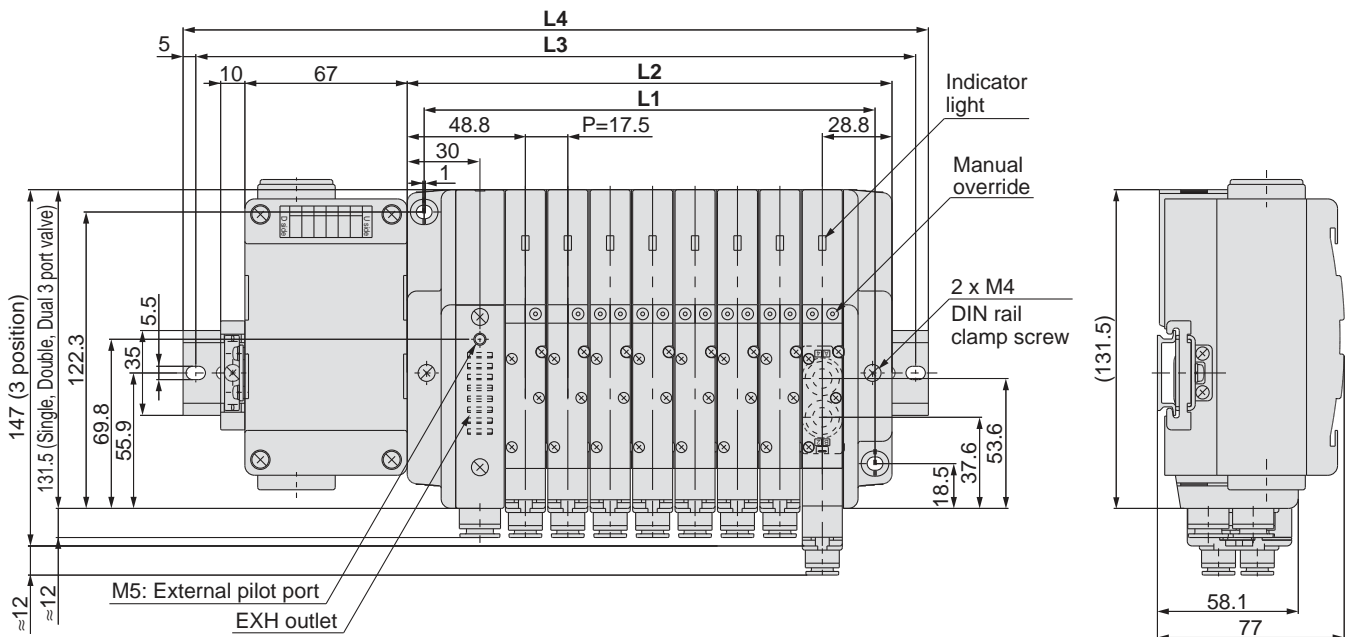 L4
5
L3
10
67
L2
Indicator
light
L1
48.8
P=17.5
28.8
30
Manual
override
1
D side
U side
147 (3 position)
131.5 (Single, Double, Dual 3 port valve)
122.3
5.5
35
69.8
55.9
2 x M4
DIN rail
clamp screw
(131.5)
18.5
37.6
53.6
M5: External pilot port
EXH outlet
≈12
≈12
58.1
77